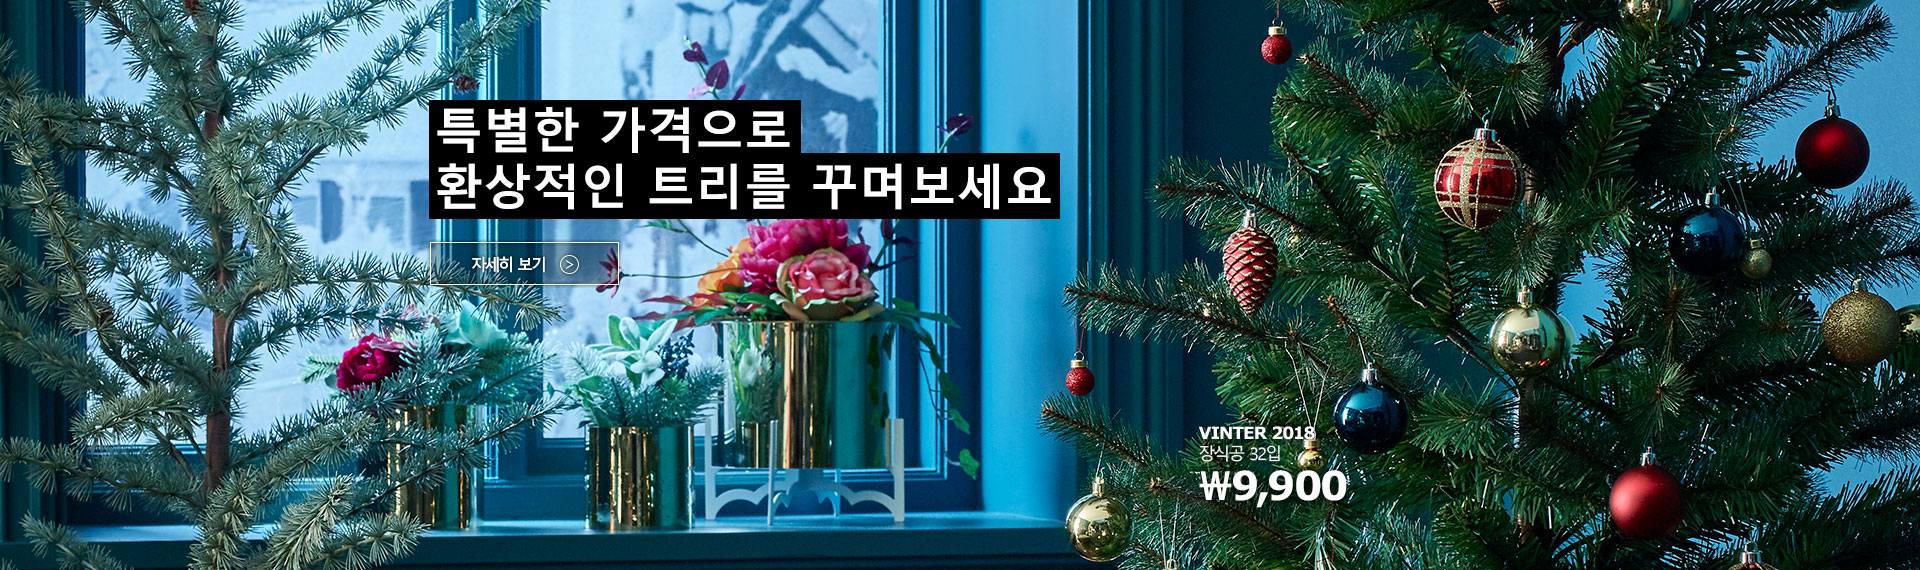 특별한 가격으로
환상적인 트리를 꾸며보세요
자세히 보기
VINTER 2018
장식공 32입
₩9,900